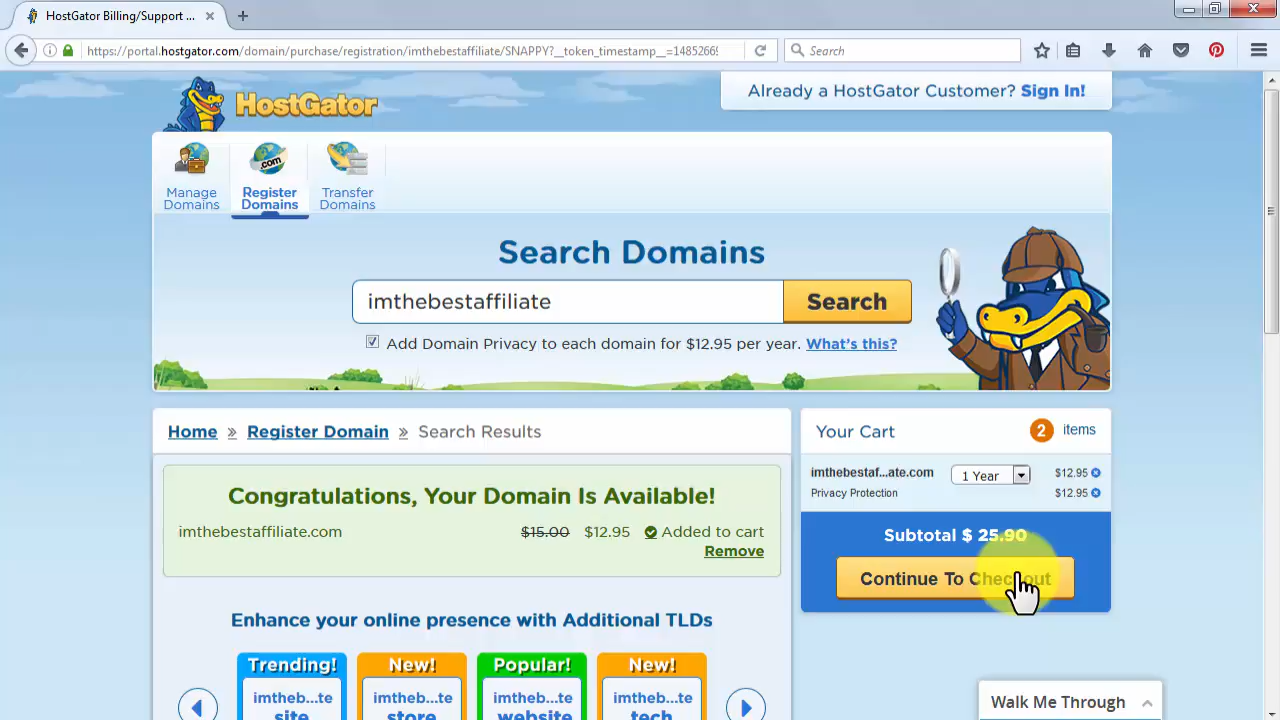 HostGator Billing/Support ...
https://portal.hostgator.com/domain/purchase/registration/imthebestaffiliate/SNAPPY?__token_timestamp__=1485266
Search
HostGator
Already a HostGator Customer? Sign In!
Manage Domains
.com
Register Domains
Transfer Domains
Search Domains
imthebestaffiliate
Search
Add Domain Privacy to each domain for $12.95 per year. What's this?
Home » Register Domain » Search Results
Your Cart 2 items
Congratulations, Your Domain Is Available!
imthebestaffiliate.com $15.00 $12.95 Added to cart
Remove
imthebestaf...ate.com 1 Year $12.95
Privacy Protection $12.95
Subtotal $ 25.90
Continue To Checkout
Enhance your online presence with Additional TLDs
Trending! New! Popular! New!
imtheb...te imtheb...te imtheb...te imtheb...te
site store website tech
Walk Me Through